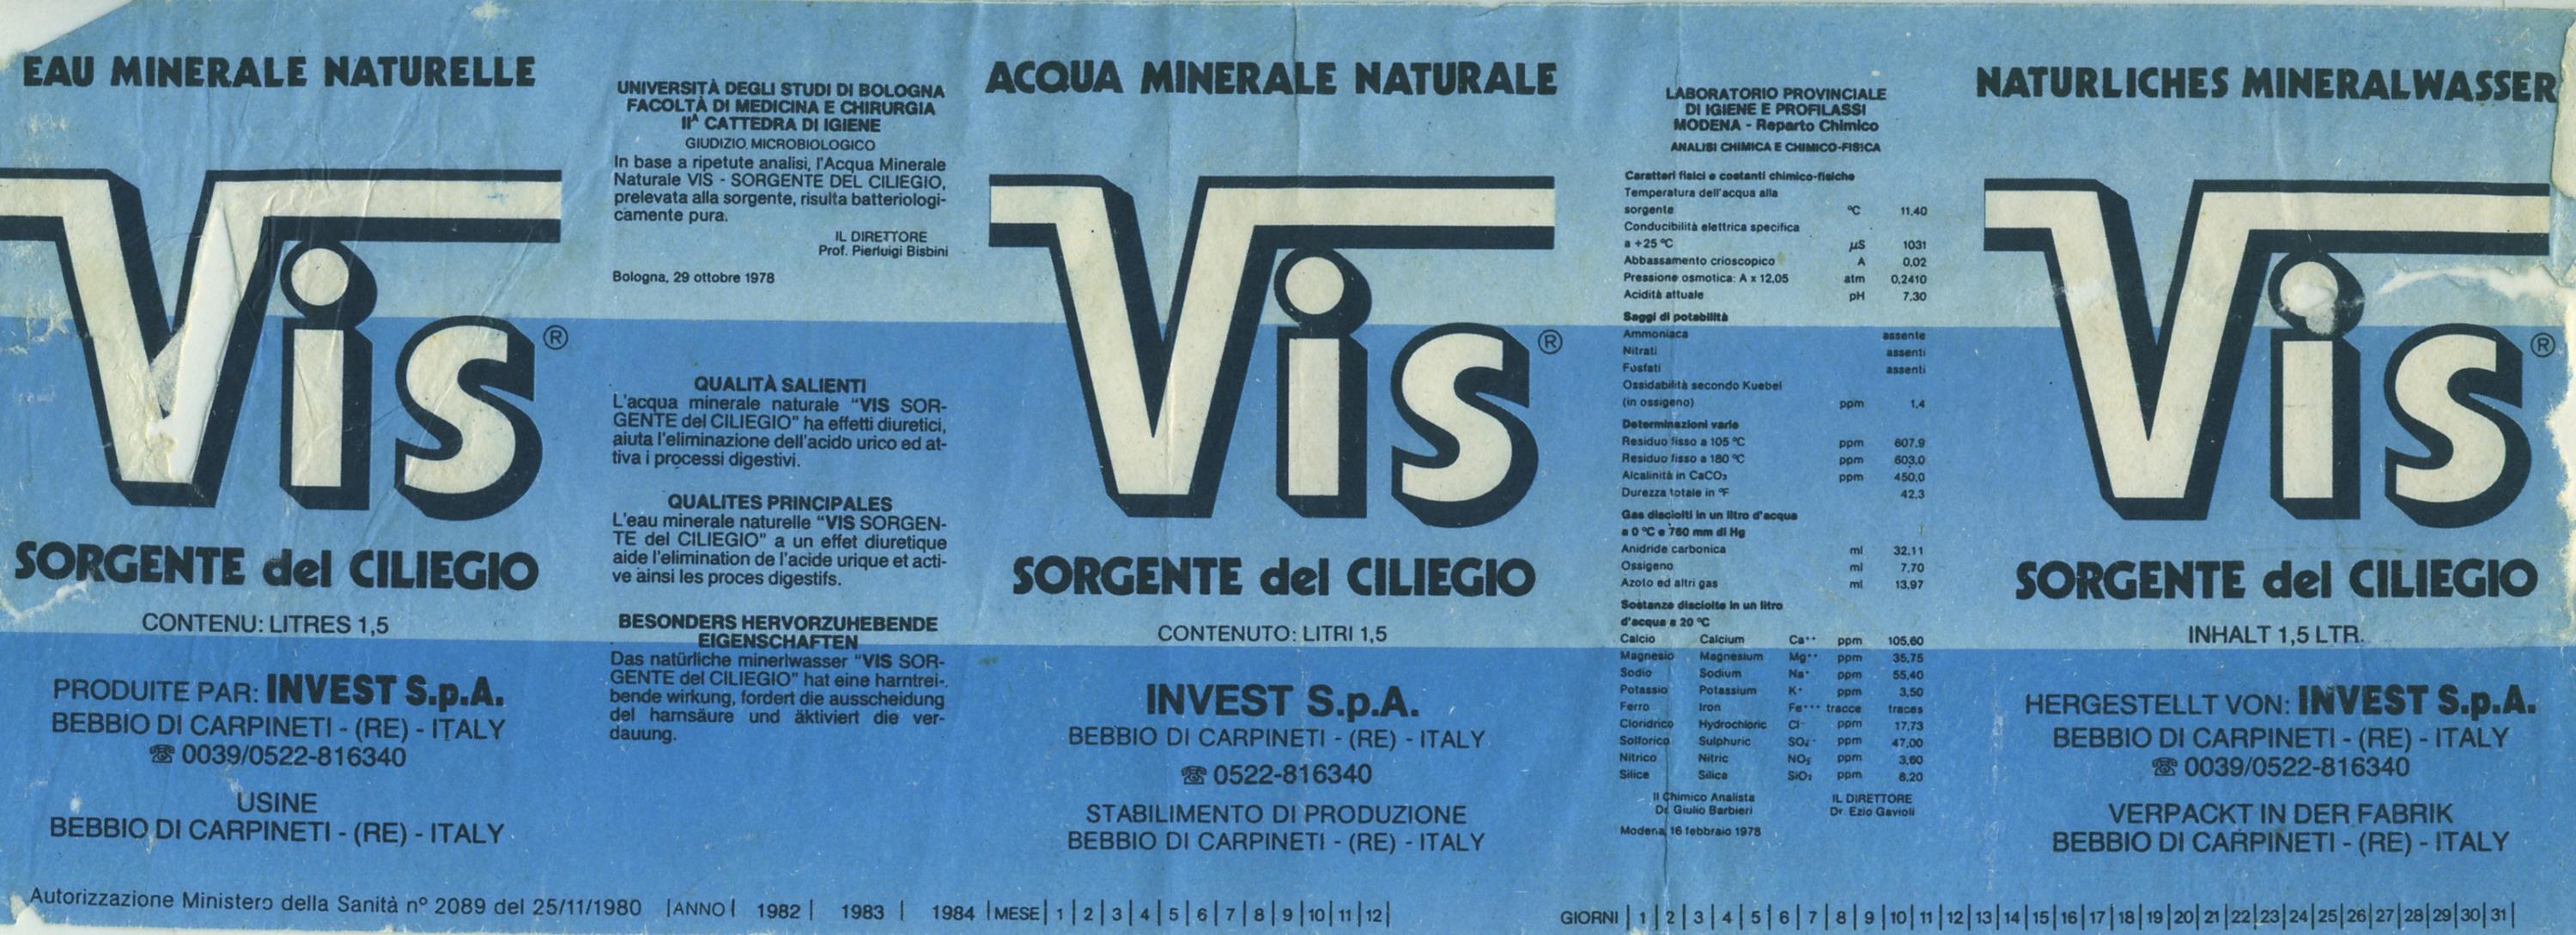 EAU MINERALE NATURELLE
Vis ®
SORGENTE del CILIEGIO
CONTENU: LITRES 1,5
PRODUITE PAR: INVEST S.p.A.
BEBBIO DI CARPINETI - (RE) - ITALY
☎ 0039/0522-816340
USINE
BEBBIO DI CARPINETI - (RE) - ITALY
UNIVERSITÀ DEGLI STUDI DI BOLOGNA
FACOLTÀ DI MEDICINA E CHIRURGIA
IIᴬ CATTEDRA DI IGIENE
GIUDIZIO MICROBIOLOGICO
In base a ripetute analisi, l'Acqua Minerale
Naturale VIS - SORGENTE DEL CILIEGIO,
prelevata alla sorgente, risulta batteriologi-
camente pura.
IL DIRETTORE
Prof. Pierluigi Bisbini
Bologna, 29 ottobre 1978
QUALITÀ SALIENTI
L'acqua minerale naturale "VIS SOR-
GENTE del CILIEGIO" ha effetti diuretici,
aiuta l'eliminazione dell'acido urico ed at-
tiva i processi digestivi.
QUALITES PRINCIPALES
L'eau minerale naturelle "VIS SORGEN-
TE del CILIEGIO" a un effet diuretique
aide l'elimination de l'acide urique et acti-
ve ainsi les proces digestifs.
BESONDERS HERVORZUHEBENDE
EIGENSCHAFTEN
Das natürliche minerlwasser "VIS SOR-
GENTE del CILIEGIO" hat eine harntrei-
bende wirkung, fordert die ausscheidung
del harnsäure und äktiviert die ver-
dauung.
ACQUA MINERALE NATURALE
Vis ®
SORGENTE del CILIEGIO
CONTENUTO: LITRI 1,5
INVEST S.p.A.
BEBBIO DI CARPINETI - (RE) - ITALY
☎ 0522-816340
STABILIMENTO DI PRODUZIONE
BEBBIO DI CARPINETI - (RE) - ITALY
LABORATORIO PROVINCIALE
DI IGIENE E PROFILASSI
MODENA - Reparto Chimico
ANALISI CHIMICA E CHIMICO-FISICA
Caratteri fisici e costanti chimico-fisiche
Temperatura dell'acqua alla
sorgente °C 11,40
Conducibilità elettrica specifica
a +25 °C µS 1031
Abbassamento crioscopico A 0,02
Pressione osmotica: A x 12,05 atm 0,2410
Acidità attuale pH 7,30
Saggi di potabilità
Ammoniaca assente
Nitrati assenti
Fosfati assenti
Ossidabilità secondo Kuebel
(in ossigeno) ppm 1,4
Determinazioni varie
Residuo fisso a 105 °C ppm 607,9
Residuo fisso a 180 °C ppm 603,0
Alcalinità in CaCO₃ ppm 450,0
Durezza totale in °F 42,3
Gas disciolti in un litro d'acqua
a 0 °C e 760 mm di Hg
Anidride carbonica ml 32,11
Ossigeno ml 7,70
Azoto ed altri gas ml 13,97
Sostanze disciolte in un litro
d'acqua a 20 °C
Calcio Calcium Ca⁺⁺ ppm 105,60
Magnesio Magnesium Mg⁺⁺ ppm 35,75
Sodio Sodium Na⁺ ppm 55,40
Potassio Potassium K⁺ ppm 3,50
Ferro Iron Fe⁺⁺⁺ tracce traces
Cloridrico Hydrochloric Cl⁻ ppm 17,73
Solforico Sulphuric SO₄⁻ ppm 47,00
Nitrico Nitric NO₃ ppm 3,60
Silice Silica SiO₂ ppm 8,20
Il Chimico Analista IL DIRETTORE
Dr. Giulio Barbieri Dr. Ezio Gavioli
Modena, 16 febbraio 1978
NATURLICHES MINERALWASSER
Vis ®
SORGENTE del CILIEGIO
INHALT 1,5 LTR.
HERGESTELLT VON: INVEST S.p.A.
BEBBIO DI CARPINETI - (RE) - ITALY
☎ 0039/0522-816340
VERPACKT IN DER FABRIK
BEBBIO DI CARPINETI - (RE) - ITALY
Autorizzazione Ministero della Sanità n° 2089 del 25/11/1980 |ANNO| 1982 | 1983 | 1984 |MESE| 1 | 2 | 3 | 4 | 5 | 6 | 7 | 8 | 9 |10|11|12| GIORNI | 1 | 2 | 3 | 4 | 5 | 6 | 7 | 8 | 9 |10|11|12|13|14|15|16|17|18|19|20|21|22|23|24|25|26|27|28|29|30|31|